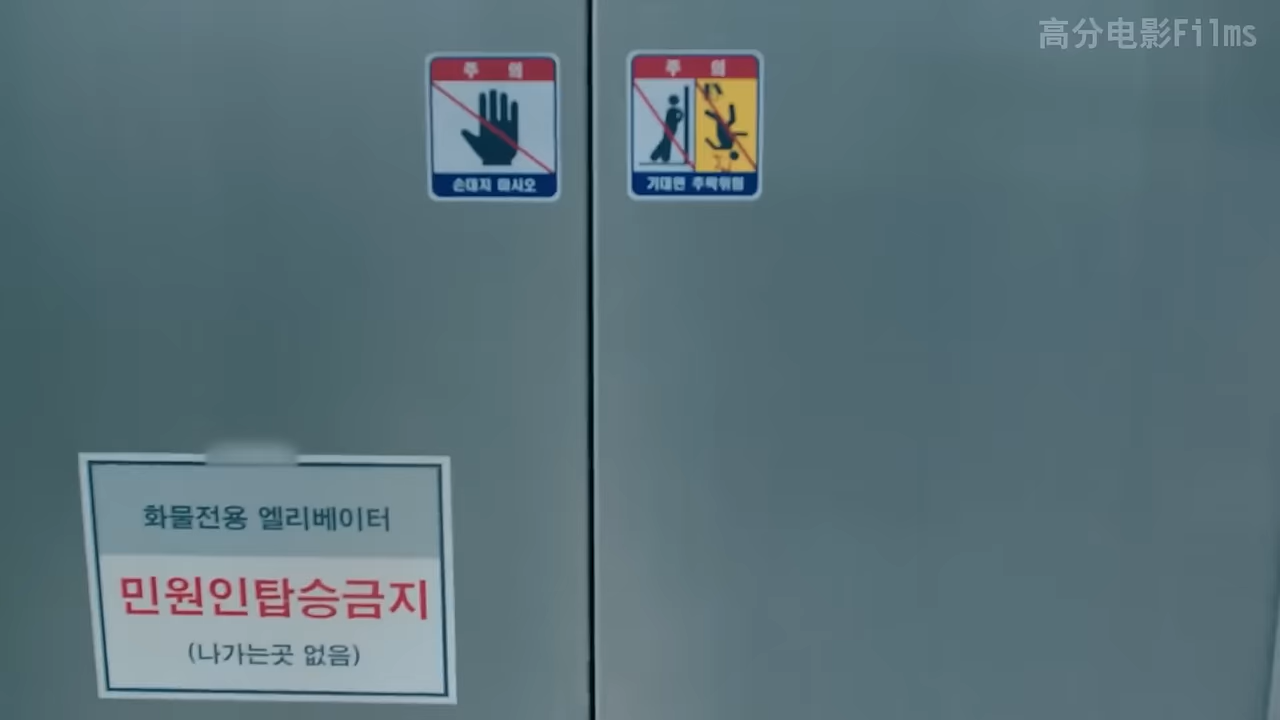 高分电影Films
주 의
손대지 마시오
주 의
기대면 추락위험
화물전용 엘리베이터
민원인탑승금지
(나가는곳 없음)